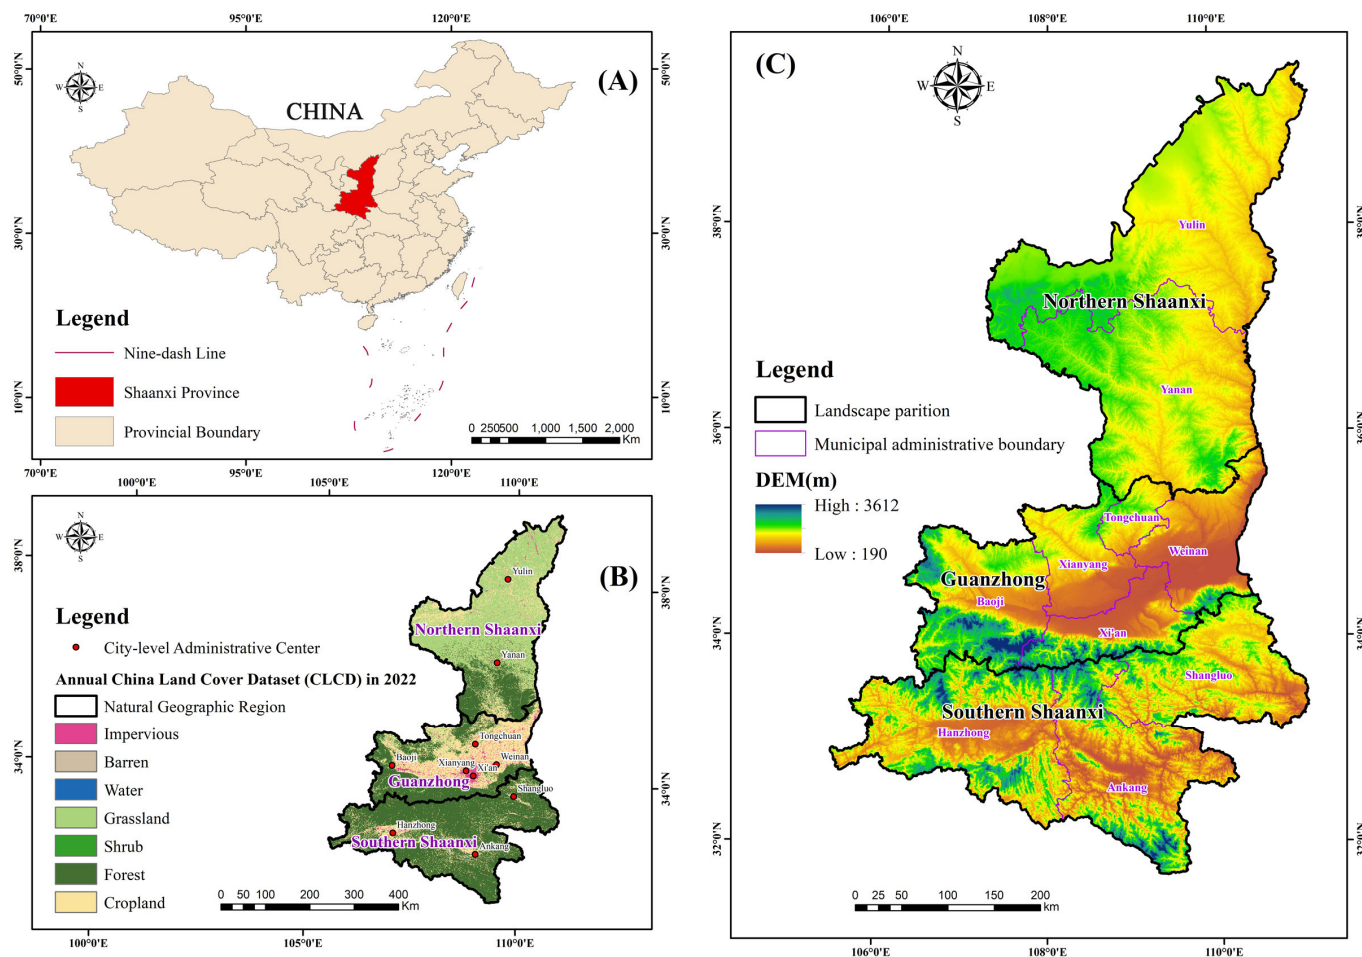 70°0'E 95°0'E 120°0'E
50°0'N
50°0'N
(A)
N
W E
S
CHINA
30°0'N
30°0'N
Legend
Nine-dash Line
Shaanxi Province
Provincial Boundary
10°0'N
10°0'N
0 250500 1,000 1,500 2,000
Km
70°0'E 95°0'E 120°0'E
100°0'E 105°0'E 110°0'E
N
W E
S
38°0'N
38°0'N
(B)
Yulin
Legend
City-level Administrative Center
Annual China Land Cover Dataset (CLCD) in 2022
Natural Geographic Region
Impervious
Barren
Water
Grassland
Shrub
Forest
Cropland
Northern Shaanxi
Yanan
34°0'N
34°0'N
Tongchuan
Baoji
Xianyang
Weinan
Xi'an
Guanzhong
Shangluo
Hanzhong
Southern Shaanxi
Ankang
0 50 100 200 300 400
Km
100°0'E 105°0'E 110°0'E
106°0'E 108°0'E 110°0'E
(C)
N
W E
S
38°0'N
38°0'N
Yulin
Northern Shaanxi
Legend
Landscape parition
Municipal administrative boundary
DEM(m)
High : 3612
Low : 190
Yanan
36°0'N
36°0'N
Tongchuan
Weinan
Xianyang
Guanzhong
Baoji
Xi'an
34°0'N
34°0'N
Shangluo
Southern Shaanxi
Hanzhong
Ankang
32°0'N
32°0'N
0 25 50 100 150 200
km
106°0'E 108°0'E 110°0'E